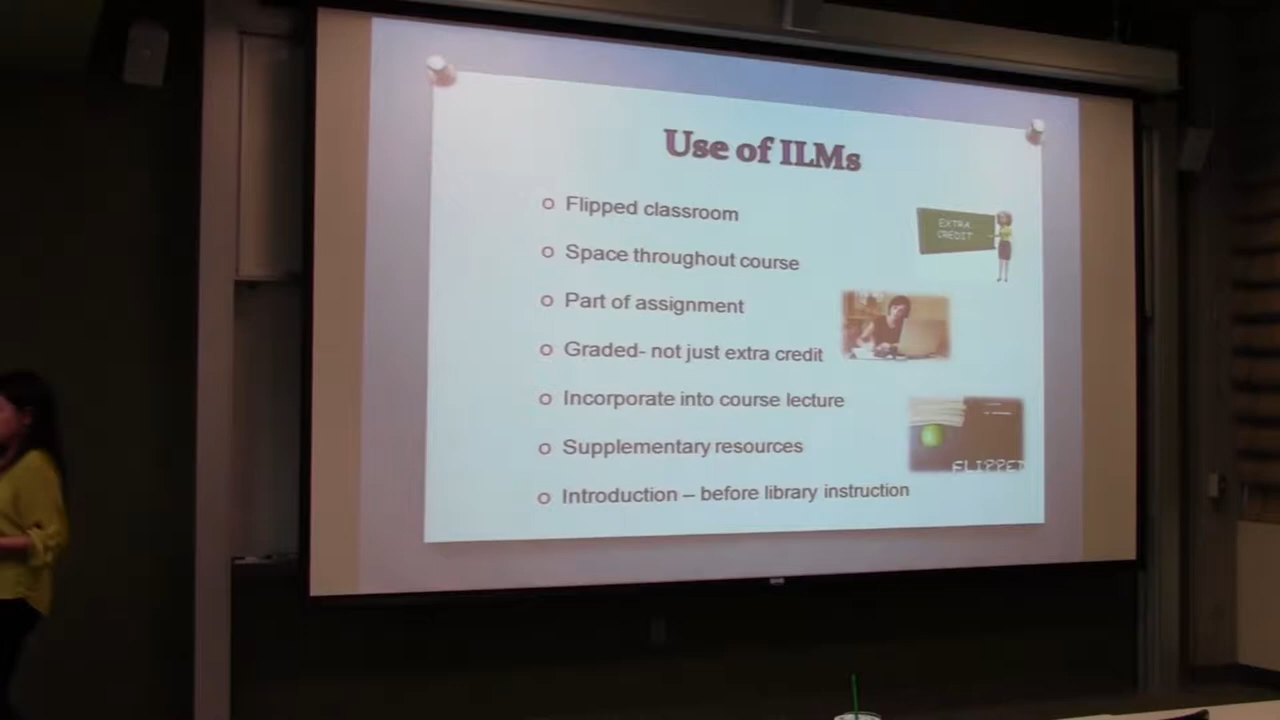 Use of ILMs
Flipped classroom
EXTRA
CREDIT
Space throughout course
Part of assignment
Graded- not just extra credit
Incorporate into course lecture
Supplementary resources
FLIPPED
Introduction – before library instruction